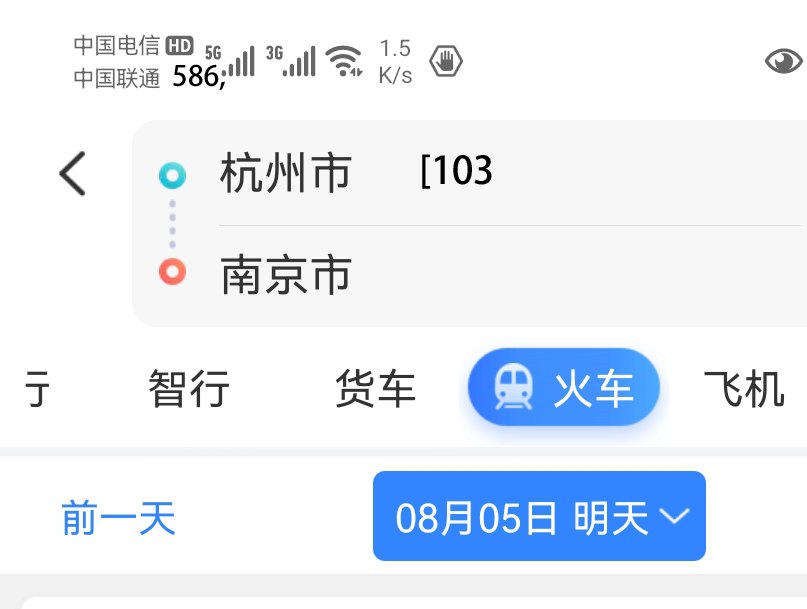 中国电信 HD 5G 3G 1.5
中国联通 586, K/s
杭州市 [103
南京市
智行 货车 火车 飞机
前一天 08月05日 明天